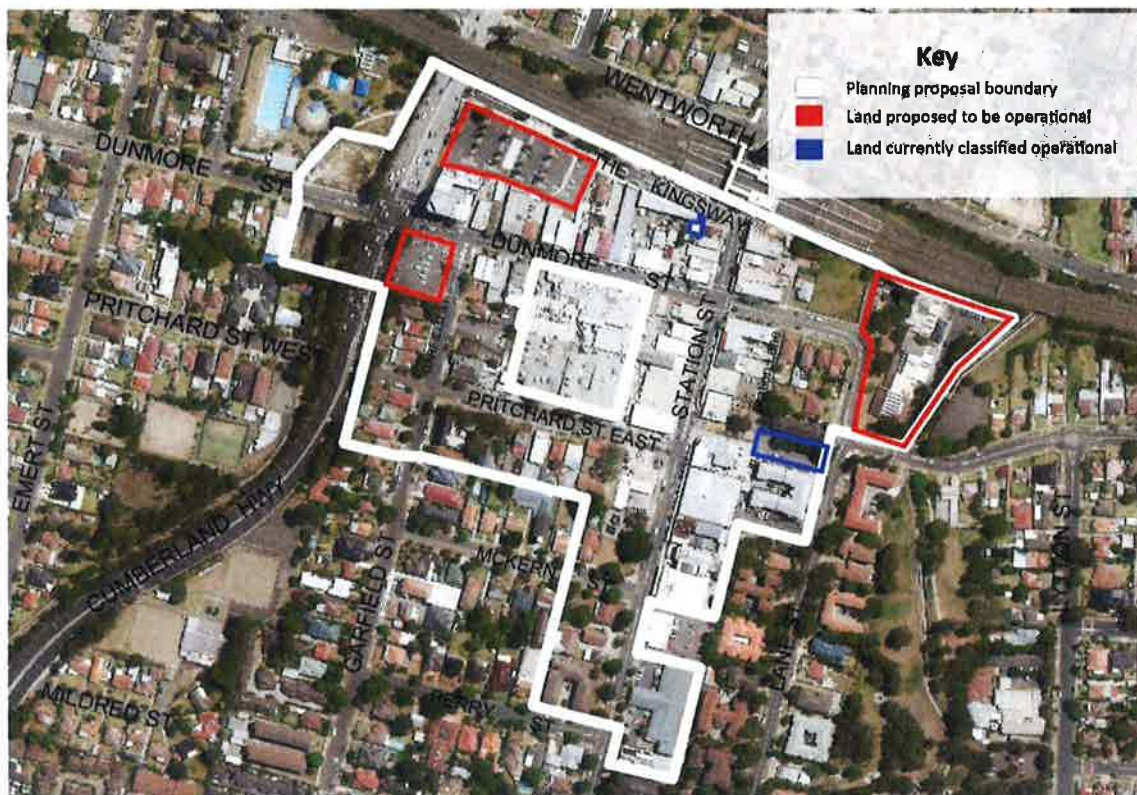 Key
Planning proposal boundary
Land proposed to be operational
Land currently classified operational
WENTWORTH
DUNMORE ST
THE KINGSWAY
DUNMORE ST
PRITCHARD ST WEST
STATION ST
PRITCHARD ST EAST
EMERT ST
CUMBERLAND HWY
MCKERN ST
GARFIELD ST
LANE
MILDRED ST
PERRY ST